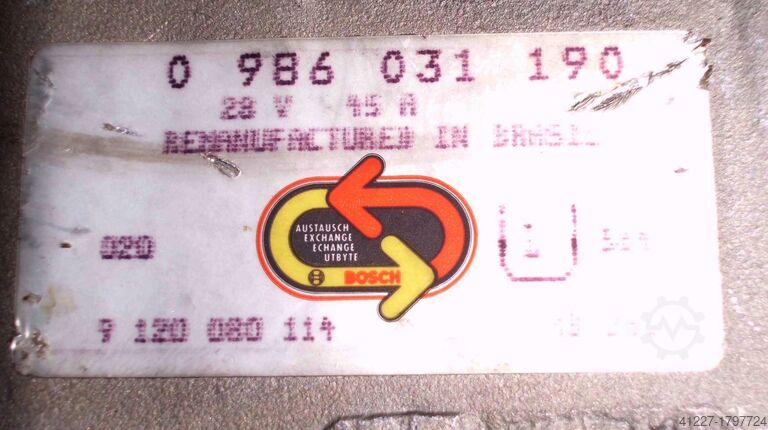 0 986 031 190
28 V 45 A
REMANUFACTURED IN BRASIL
AUSTAUSCH
EXCHANGE
ECHANGE
UTBYTE
BOSCH
020
1
9 120 080 114
41227-1797724